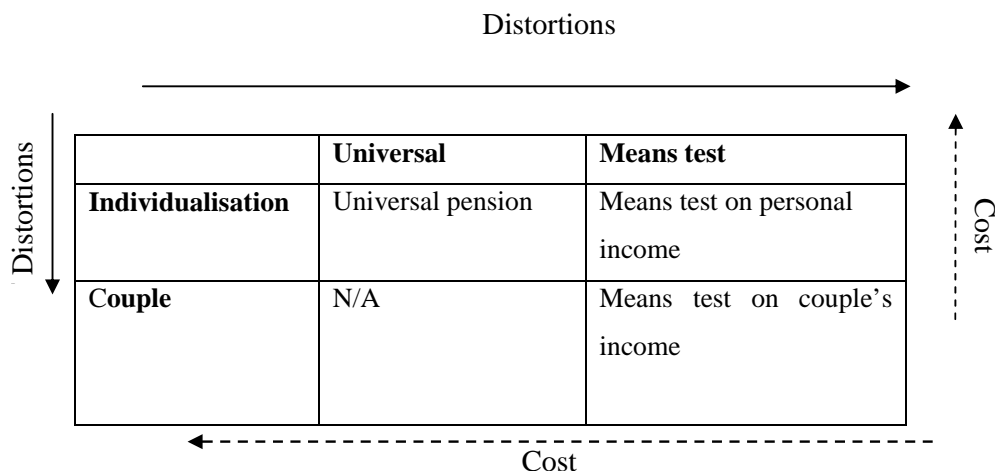 Distortions
Distortions
Universal Means test
Individualisation Universal pension Means test on personal
income
Cost
Couple N/A Means test on couple's
income
Cost